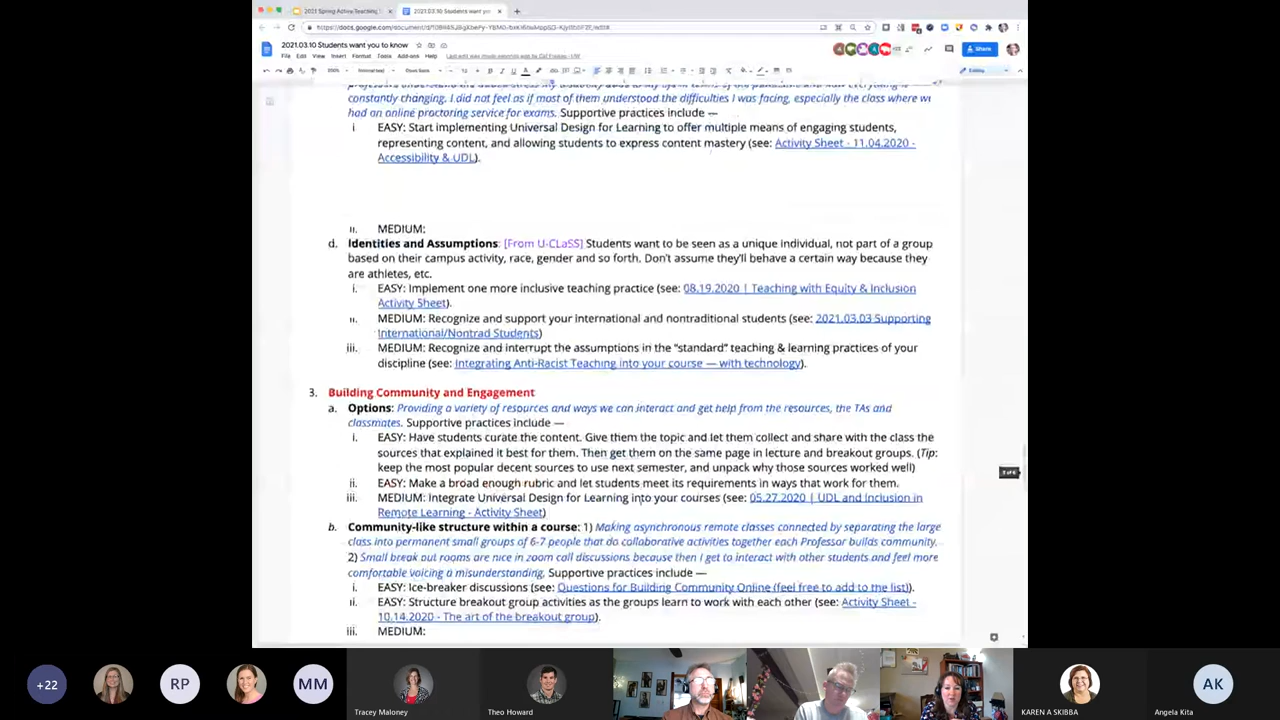 2021 Spring Active Teaching
2021.03.10 Students want you
2021.03.10 Students want you to know
File Edit View Insert Format Tools Add-ons Help
Share
Editing
constantly changing. I did not feel as if most of them understood the difficulties I was facing, especially the class where we
had an online proctoring service for exams. Supportive practices include —
i EASY: Start implementing Universal Design for Learning to offer multiple means of engaging students,
representing content, and allowing students to express content mastery (see: Activity Sheet - 11.04.2020 -
Accessibility & UDL).
ii. MEDIUM:
d. Identities and Assumptions: [From U-CLaSS] Students want to be seen as a unique individual, not part of a group
based on their campus activity, race, gender and so forth. Don't assume they'll behave a certain way because they
are athletes, etc.
i. EASY: Implement one more inclusive teaching practice (see: 08.19.2020 | Teaching with Equity & Inclusion
Activity Sheet).
ii. MEDIUM: Recognize and support your international and nontraditional students (see: 2021.03.03 Supporting
International/Nontrad Students)
iii. MEDIUM: Recognize and interrupt the assumptions in the "standard" teaching & learning practices of your
discipline (see: Integrating Anti-Racist Teaching into your course — with technology).
3. Building Community and Engagement
a. Options: Providing a variety of resources and ways we can interact and get help from the resources, the TAs and
classmates. Supportive practices include —
i. EASY: Have students curate the content. Give them the topic and let them collect and share with the class the
sources that explained it best for them. Then get them on the same page in lecture and breakout groups. (Tip:
keep the most popular decent sources to use next semester, and unpack why those sources worked well)
ii. EASY: Make a broad enough rubric and let students meet its requirements in ways that work for them.
iii. MEDIUM: Integrate Universal Design for Learning into your courses (see: 05.27.2020 | UDL and Inclusion in
Remote Learning - Activity Sheet)
b. Community-like structure within a course: 1) Making asynchronous remote classes connected by separating the large
class into permanent small groups of 6-7 people that do collaborative activities together each Professor builds community.
2) Small break out rooms are nice in zoom call discussions because then I get to interact with other students and feel more
comfortable voicing a misunderstanding. Supportive practices include —
i. EASY: Ice-breaker discussions (see: Questions for Building Community Online (feel free to add to the list)).
ii. EASY: Structure breakout group activities as the groups learn to work with each other (see: Activity Sheet -
10.14.2020 - The art of the breakout group).
iii. MEDIUM:
+22
RP
MM
Tracey Maloney
Theo Howard
KAREN A SKIBBA
AK
Angela Kita